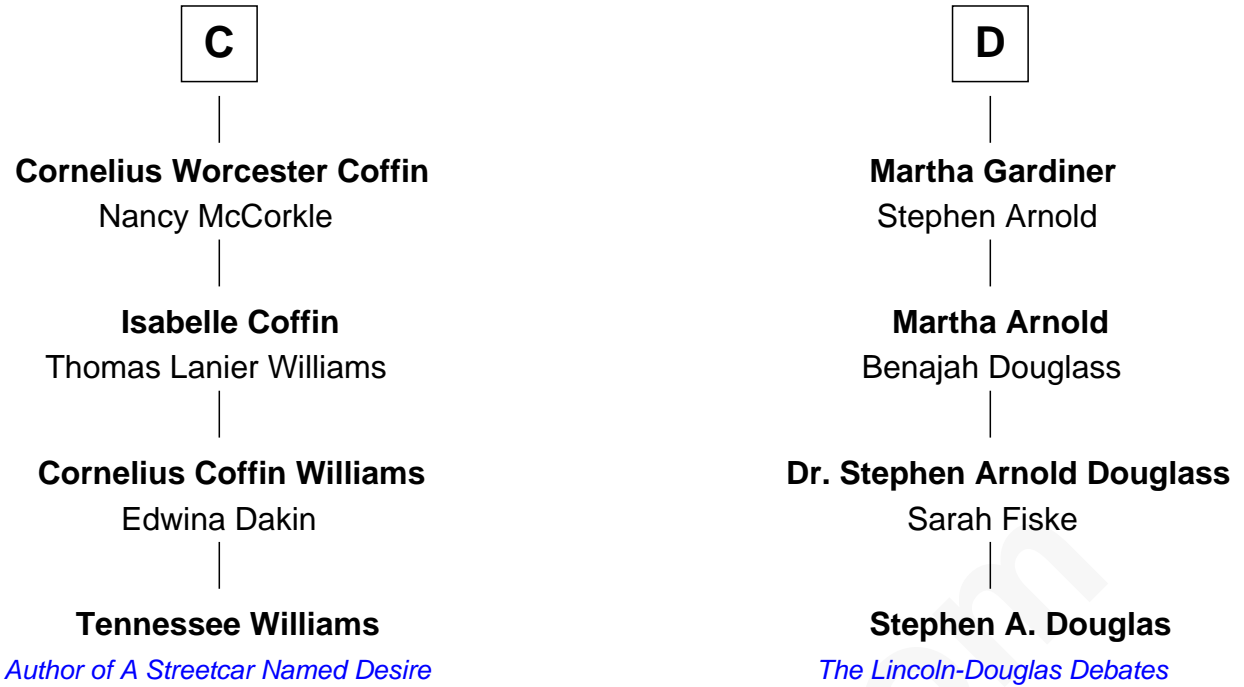 C
Cornelius Worcester Coffin
Nancy McCorkle
Isabelle Coffin
Thomas Lanier Williams
Cornelius Coffin Williams
Edwina Dakin
Tennessee Williams
Author of A Streetcar Named Desire
D
Martha Gardiner
Stephen Arnold
Martha Arnold
Benajah Douglass
Dr. Stephen Arnold Douglass
Sarah Fiske
Stephen A. Douglas
The Lincoln-Douglas Debates